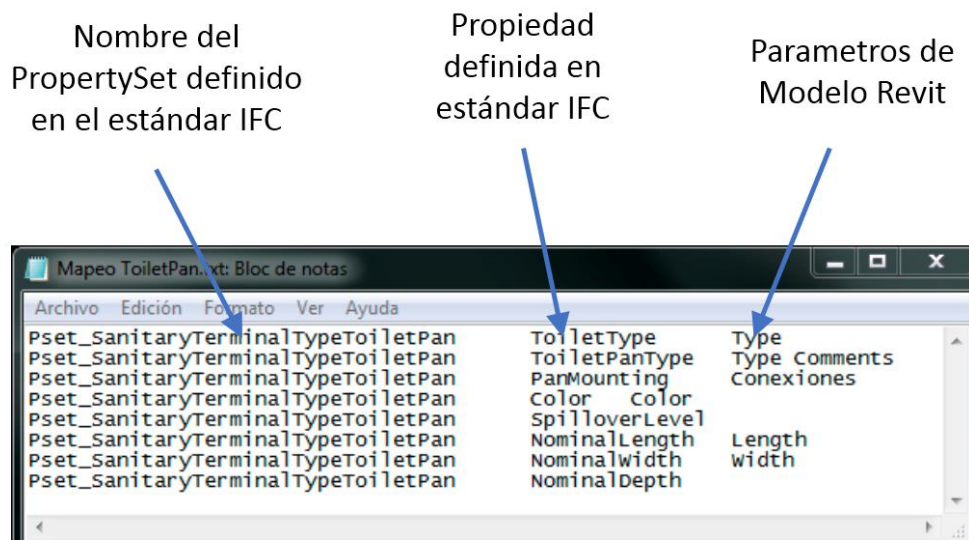 Nombre del
PropertySet definido
en el estándar IFC
Propiedad
definida en
estándar IFC
Parametros de
Modelo Revit
Mapeo ToiletPan.txt: Bloc de notas
Archivo Edición Formato Ver Ayuda
Pset_SanitaryTerminalTypeToiletPan ToiletType Type
Pset_SanitaryTerminalTypeToiletPan ToiletPanType Type Comments
Pset_SanitaryTerminalTypeToiletPan PanMounting Conexiones
Pset_SanitaryTerminalTypeToiletPan Color Color
Pset_SanitaryTerminalTypeToiletPan SpilloverLevel
Pset_SanitaryTerminalTypeToiletPan NominalLength Length
Pset_SanitaryTerminalTypeToiletPan NominalWidth Width
Pset_SanitaryTerminalTypeToiletPan NominalDepth